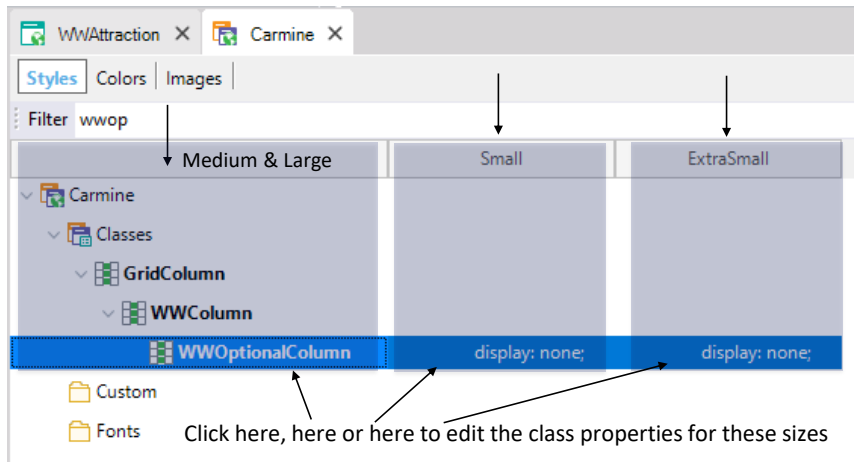 WWAttraction Carmine
Styles Colors Images
Filter wwop
Medium & Large Small ExtraSmall
Carmine
Classes
GridColumn
WWColumn
WWOptionalColumn display: none; display: none;
Custom
Fonts
Click here, here or here to edit the class properties for these sizes